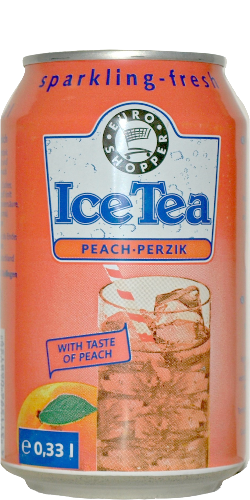 sparkling-fresh
EURO
SHOPPER
Ice Tea
PEACH-PERZIK
WITH TASTE
OF PEACH
e 0,33 l